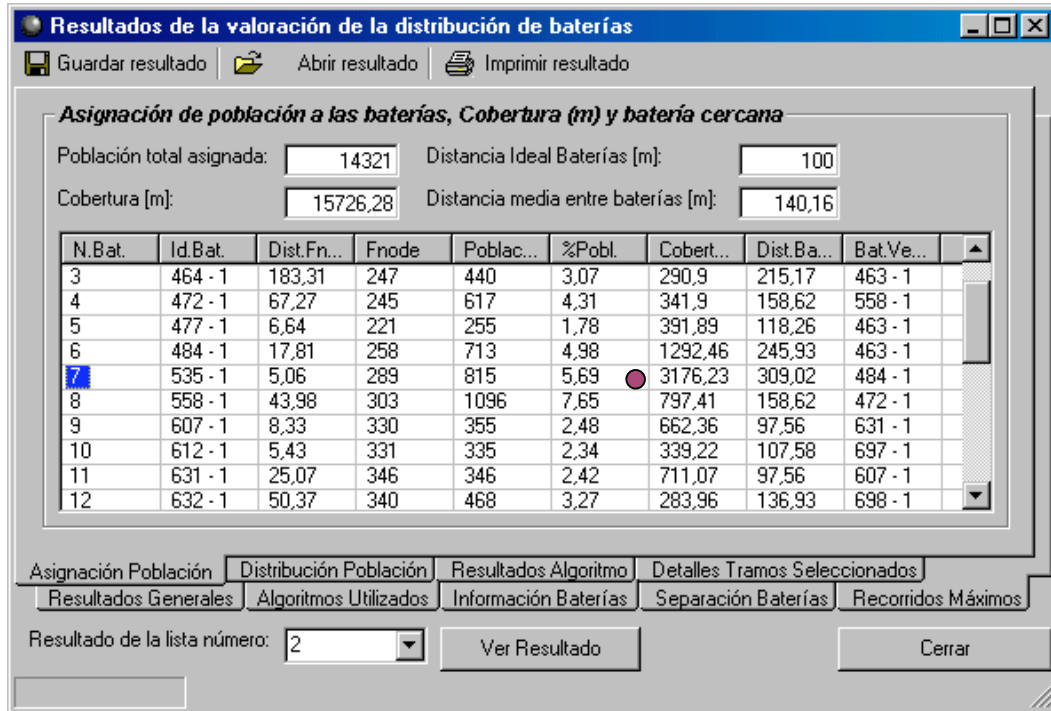 Resultados de la valoración de la distribución de baterías
Guardar resultado Abrir resultado Imprimir resultado
Asignación de población a las baterías, Cobertura (m) y batería cercana
Población total asignada: 14321 Distancia Ideal Baterías [m]: 100
Cobertura [m]: 15726,28 Distancia media entre baterías [m]: 140,16
N.Bat. Id.Bat. Dist.Fn... Fnode Poblac... %Pobl. Cobert... Dist.Ba... Bat.Ve...
3 464 - 1 183,31 247 440 3,07 290,9 215,17 463 - 1
4 472 - 1 67,27 245 617 4,31 341,9 158,62 558 - 1
5 477 - 1 6,64 221 255 1,78 391,89 118,26 463 - 1
6 484 - 1 17,81 258 713 4,98 1292,46 245,93 463 - 1
7 535 - 1 5,06 289 815 5,69 3176,23 309,02 484 - 1
8 558 - 1 43,98 303 1096 7,65 797,41 158,62 472 - 1
9 607 - 1 8,33 330 355 2,48 662,36 97,56 631 - 1
10 612 - 1 5,43 331 335 2,34 339,22 107,58 697 - 1
11 631 - 1 25,07 346 346 2,42 711,07 97,56 607 - 1
12 632 - 1 50,37 340 468 3,27 283,96 136,93 698 - 1
Asignación Población Distribución Población Resultados Algoritmo Detalles Tramos Seleccionados
Resultados Generales Algoritmos Utilizados Información Baterías Separación Baterías Recorridos Máximos
Resultado de la lista número: 2 Ver Resultado Cerrar